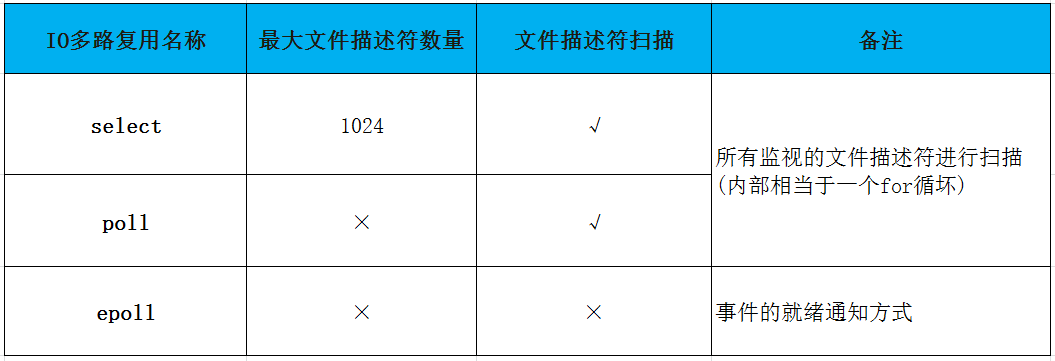 IO多路复用名称 最大文件描述符数量 文件描述符扫描 备注
select 1024 √
所有监视的文件描述符进行扫描
(内部相当于一个for循坏)
poll × √
epoll × × 事件的就绪通知方式